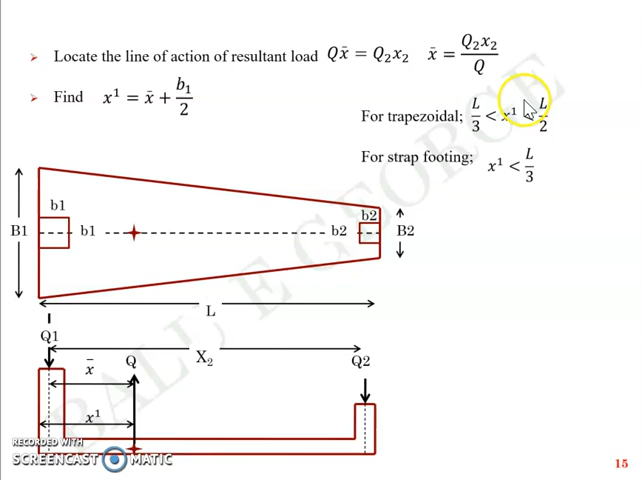 Locate the line of action of resultant load Qx̄ = Q₂x₂ x̄ = Q₂x₂/Q
Find x¹ = x̄ + b₁/2
For trapezoidal; L/3 < x¹ < L/2
For strap footing; x¹ < L/3
b1
b2
B1
b1
b2
B2
L
Q1
x̄
Q
X₂
Q2
x¹
RECORDED WITH
SCREENCAST MATIC
15
BALU E GSORCE